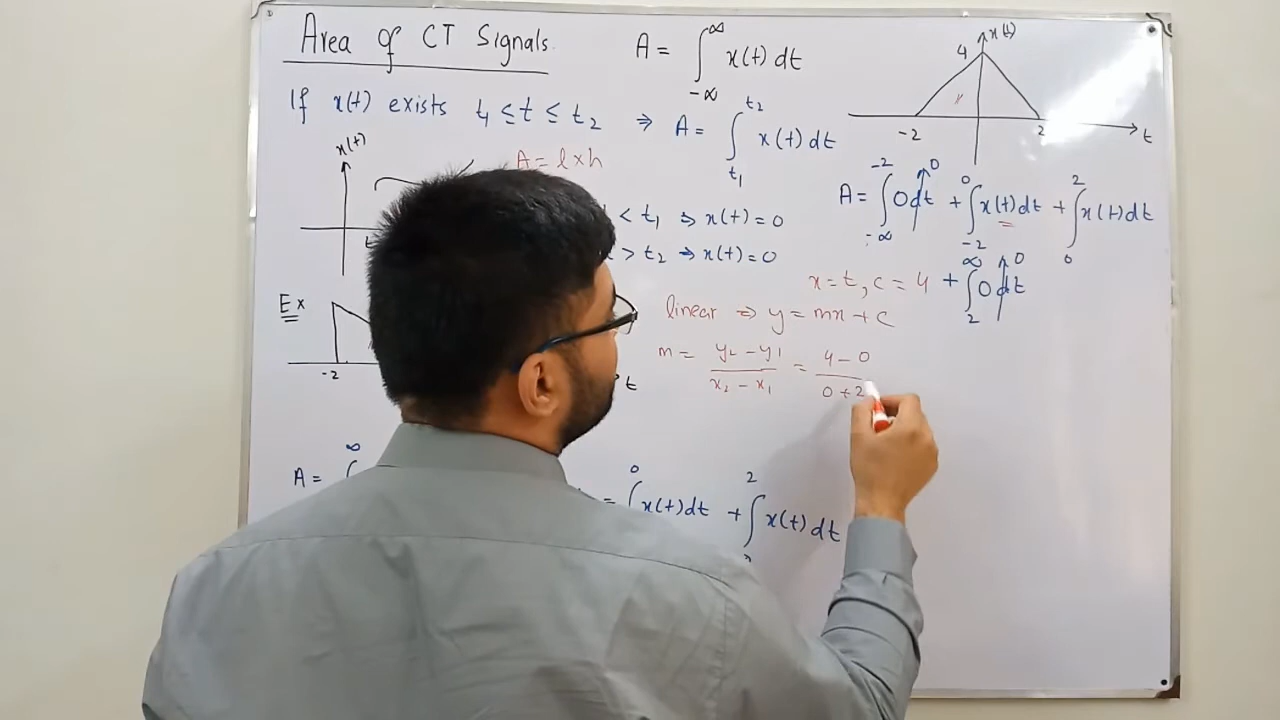 Area of CT Signals.
A = ∫_{-∞}^{∞} x(t) dt
If x(t) exists t1 ≤ t ≤ t2 ⇒ A = ∫_{t1}^{t2} x(t) dt
x(t)
A = l×h
< t1 ⇒ x(t) = 0
> t2 ⇒ x(t) = 0
Ex
-2
t
A =
∞
= ∫^{0} x(t) dt + ∫^{2} x(t) dt
x(t)
4
-2
2
t
A = ∫_{-∞}^{-2} 0 dt 0 + ∫_{-2}^{0} x(t) dt + ∫_{0}^{2} x(t) dt
+ ∫_{2}^{∞} 0 dt 0
x = t, c = 4
linear ⇒ y = mx + c
m = (y2 - y1)/(x2 - x1) = (4 - 0)/(0 + 2